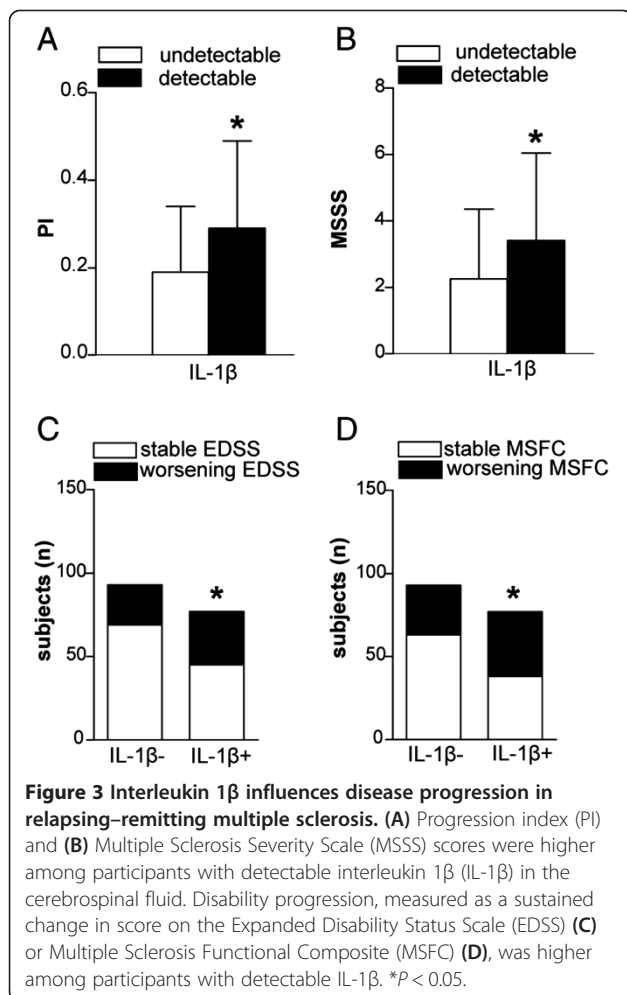 A
undetectable
detectable
0.6
0.4
0.2
0.0
PI
*
IL-1β
B
undetectable
detectable
8
6
4
2
0
MSSS
*
IL-1β
C
stable EDSS
worsening EDSS
150
100
50
0
subjects (n)
*
IL-1β-
IL-1β+
D
stable MSFC
worsening MSFC
150
100
50
0
subjects (n)
*
IL-1β-
IL-1β+
Figure 3 Interleukin 1β influences disease progression in
relapsing–remitting multiple sclerosis. (A) Progression index (PI)
and (B) Multiple Sclerosis Severity Scale (MSSS) scores were higher
among participants with detectable interleukin 1β (IL-1β) in the
cerebrospinal fluid. Disability progression, measured as a sustained
change in score on the Expanded Disability Status Scale (EDSS) (C)
or Multiple Sclerosis Functional Composite (MSFC) (D), was higher
among participants with detectable IL-1β. *P < 0.05.